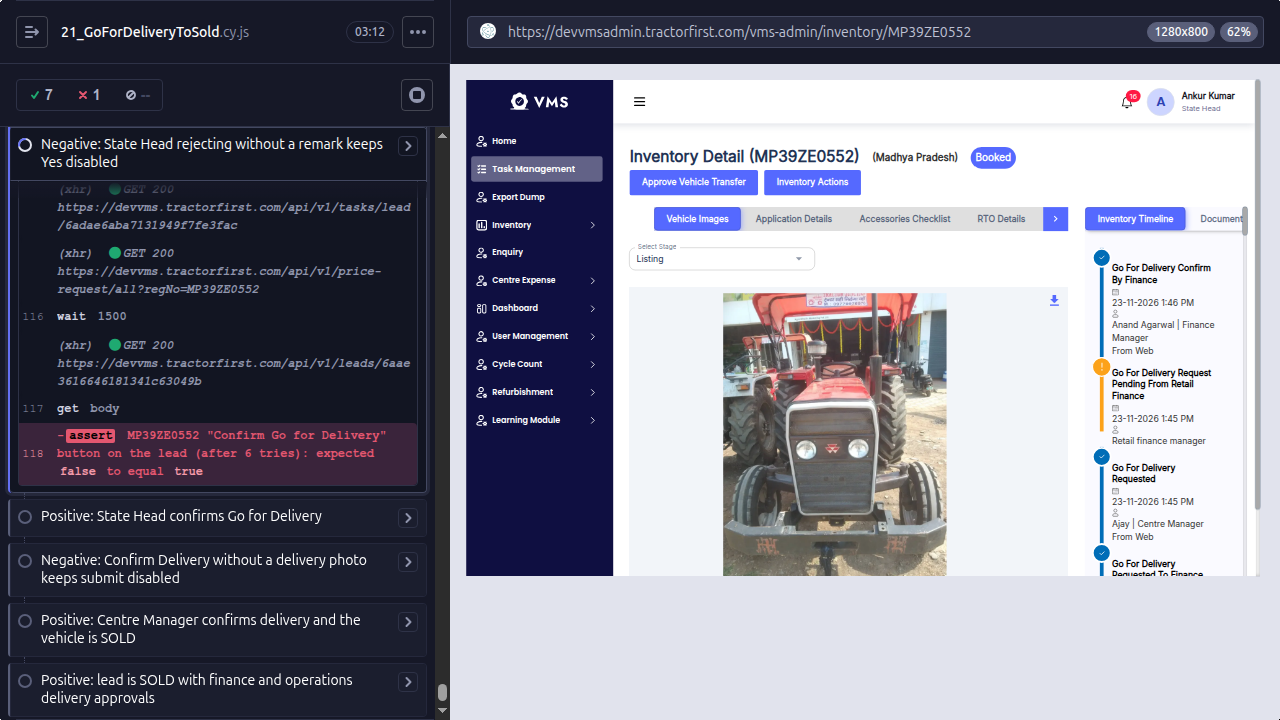 21_GoForDeliveryToSold.cy.js
03:12
7
1
--
Negative: State Head rejecting without a remark keeps
Yes disabled
(xhr) GET 200
https://devvms.tractorfirst.com/api/v1/tasks/lead
/6adae6aba7131949f7fe3fac
(xhr) GET 200
https://devvms.tractorfirst.com/api/v1/price-
request/all?regNo=MP39ZE0552
116 wait 1500
(xhr) GET 200
https://devvms.tractorfirst.com/api/v1/leads/6aae
3616646181341c63049b
117 get body
118 -assert MP39ZE0552 "Confirm Go for Delivery"
button on the lead (after 6 tries): expected
false to equal true
Positive: State Head confirms Go for Delivery
Negative: Confirm Delivery without a delivery photo
keeps submit disabled
Positive: Centre Manager confirms delivery and the
vehicle is SOLD
Positive: lead is SOLD with finance and operations
delivery approvals
https://devvmsadmin.tractorfirst.com/vms-admin/inventory/MP39ZE0552
1280x800
62%
VMS
Home
Task Management
Export Dump
Inventory
Enquiry
Centre Expense
Dashboard
User Management
Cycle Count
Refurbishment
Learning Module
16
A
Ankur Kumar
State Head
Inventory Detail (MP39ZE0552)
(Madhya Pradesh)
Booked
Approve Vehicle Transfer
Inventory Actions
Vehicle Images
Application Details
Accessories Checklist
RTO Details
Select Stage
Listing
Inventory Timeline
Document
Go For Delivery Confirm
By Finance
23-11-2026 1:46 PM
Anand Agarwal | Finance
Manager
From Web
Go For Delivery Request
Pending From Retail
Finance
23-11-2026 1:45 PM
Retail finance manager
Go For Delivery
Requested
23-11-2026 1:45 PM
Ajay | Centre Manager
From Web
Go For Delivery
Requested To Finance